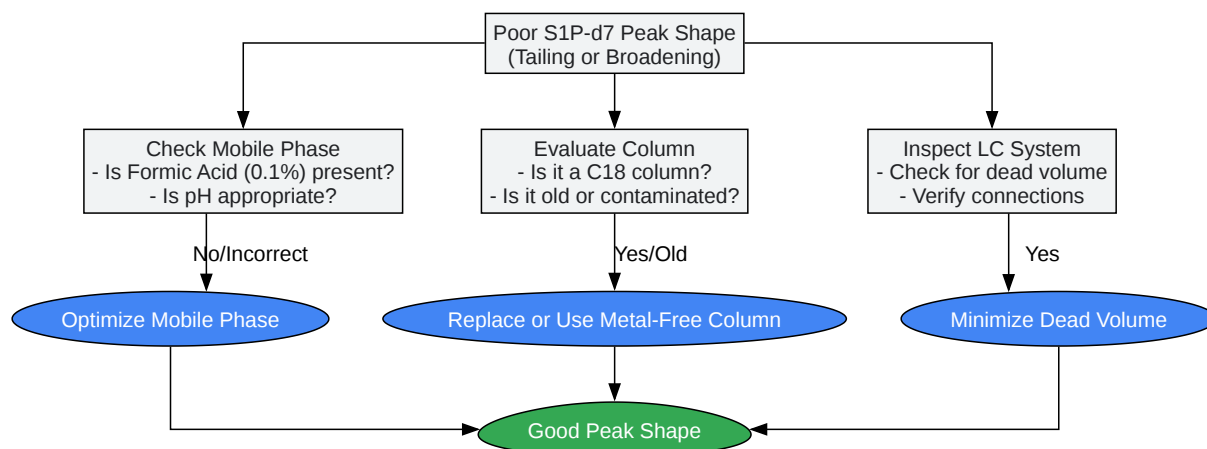 Poor S1P-d7 Peak Shape
(Tailing or Broadening)
Check Mobile Phase
- Is Formic Acid (0.1%) present?
- Is pH appropriate?
Evaluate Column
- Is it a C18 column?
- Is it old or contaminated?
Inspect LC System
- Check for dead volume
- Verify connections
No/Incorrect
Yes/Old
Yes
Optimize Mobile Phase
Replace or Use Metal-Free Column
Minimize Dead Volume
Good Peak Shape